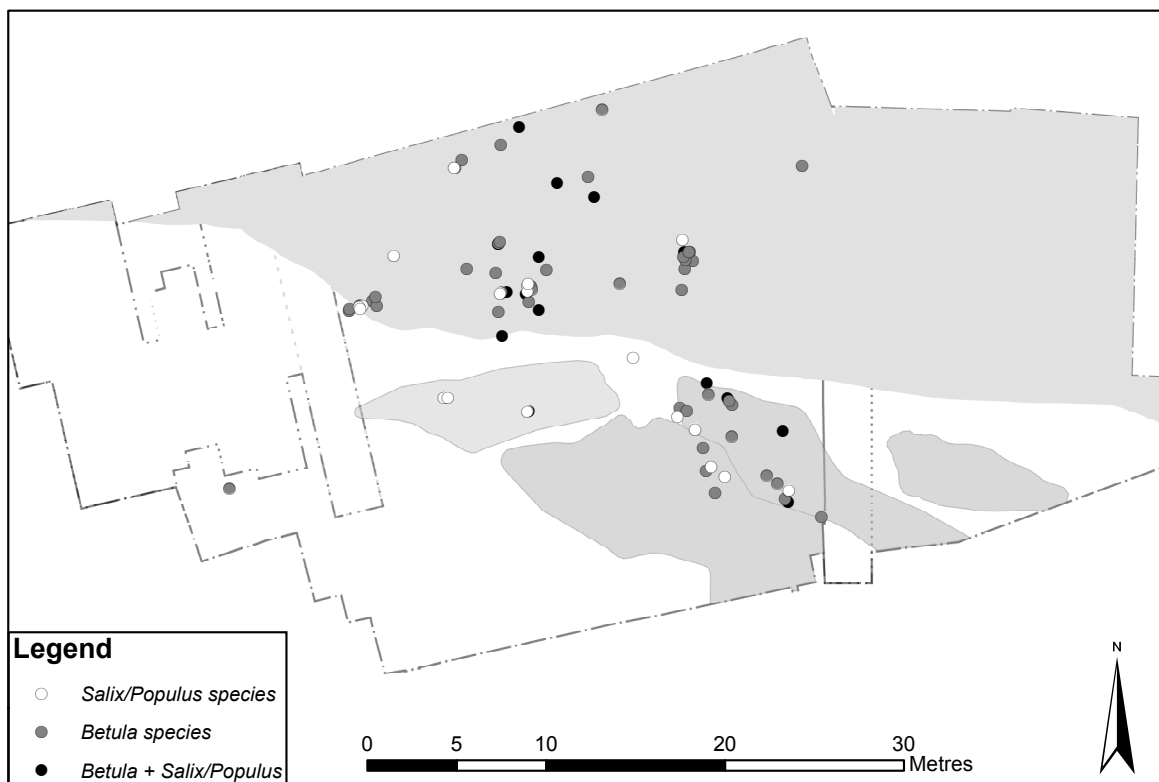 Legend
Salix/Populus species
Betula species
Betula + Salix/Populus
0 5 10 20 30
Metres
N